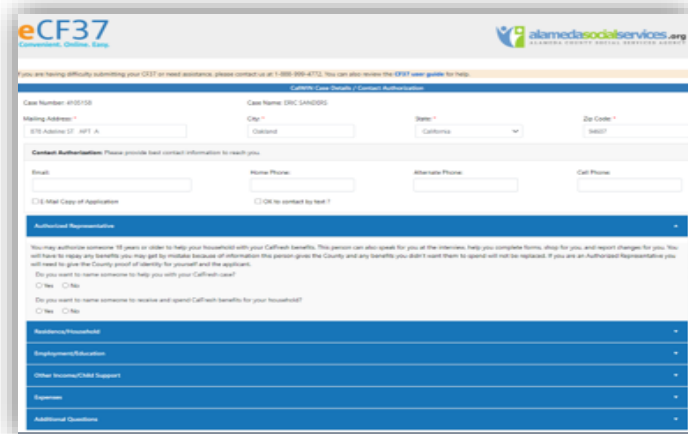 eCF37
Convenient. Online. Easy.
alamedasocialservices.org
ALAMEDA COUNTY SOCIAL SERVICES AGENCY
If you are having difficulty submitting your CF37 or need assistance, please contact us at 1-888-999-4772. You can also review the CF37 user guide for help.
CalWIN Case Details / Contact Authorization
Case Number: Case Name: ERIC SANDERS
Mailing Address: * City: * State: * Zip Code: *
Adeline ST APT A Oakland California 94607
Contact Authorization: Please provide best contact information to reach you.
Email: Home Phone: Alternate Phone: Cell Phone:
E-Mail Copy of Application OK to contact by text ?
Authorized Representative
You may authorize someone 18 years or older to help your household with your CalFresh benefits. This person can also speak for you at the interview, help you complete forms, shop for you, and report changes for you. You
will have to repay any benefits you may get by mistake because of information this person gives the County and any benefits you didn't want them to spend will not be replaced. If you are an Authorized Representative you
will need to give the County proof of identity for yourself and the applicant.
Do you want to name someone to help you with your CalFresh case?
Yes No
Do you want to name someone to receive and spend CalFresh benefits for your household?
Yes No
Residence/Household
Employment/Education
Other Income/Child Support
Expenses
Additional Questions